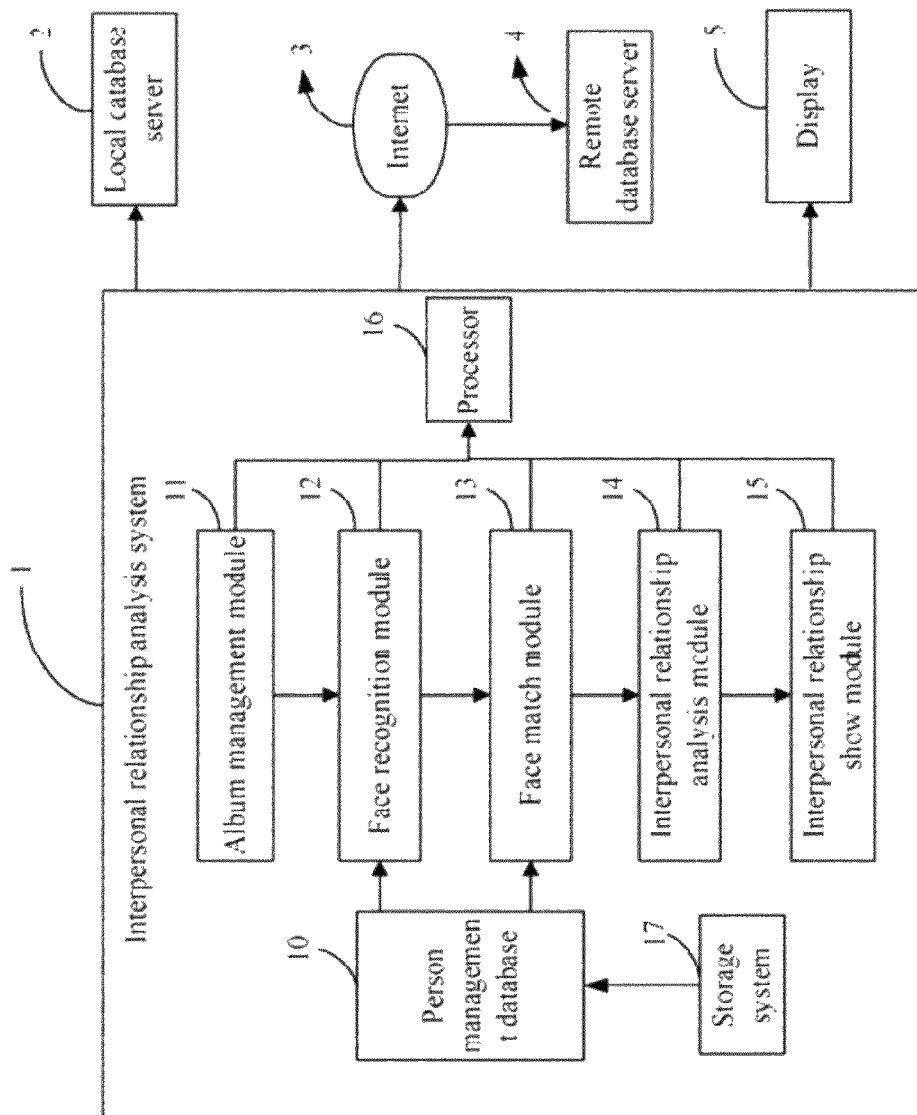 1
Interpersonal relationship analysis system
2
Local catabase
server
3
Internet
4
Remote
database server
5
Display
16
Processor
11
Album management module
12
Face recognition module
13
Face match module
14
Interpersonal relationship
analysis mcdule
15
Interpersonal relationship
show module
10
Person
managemen
t database
17
Storage
system